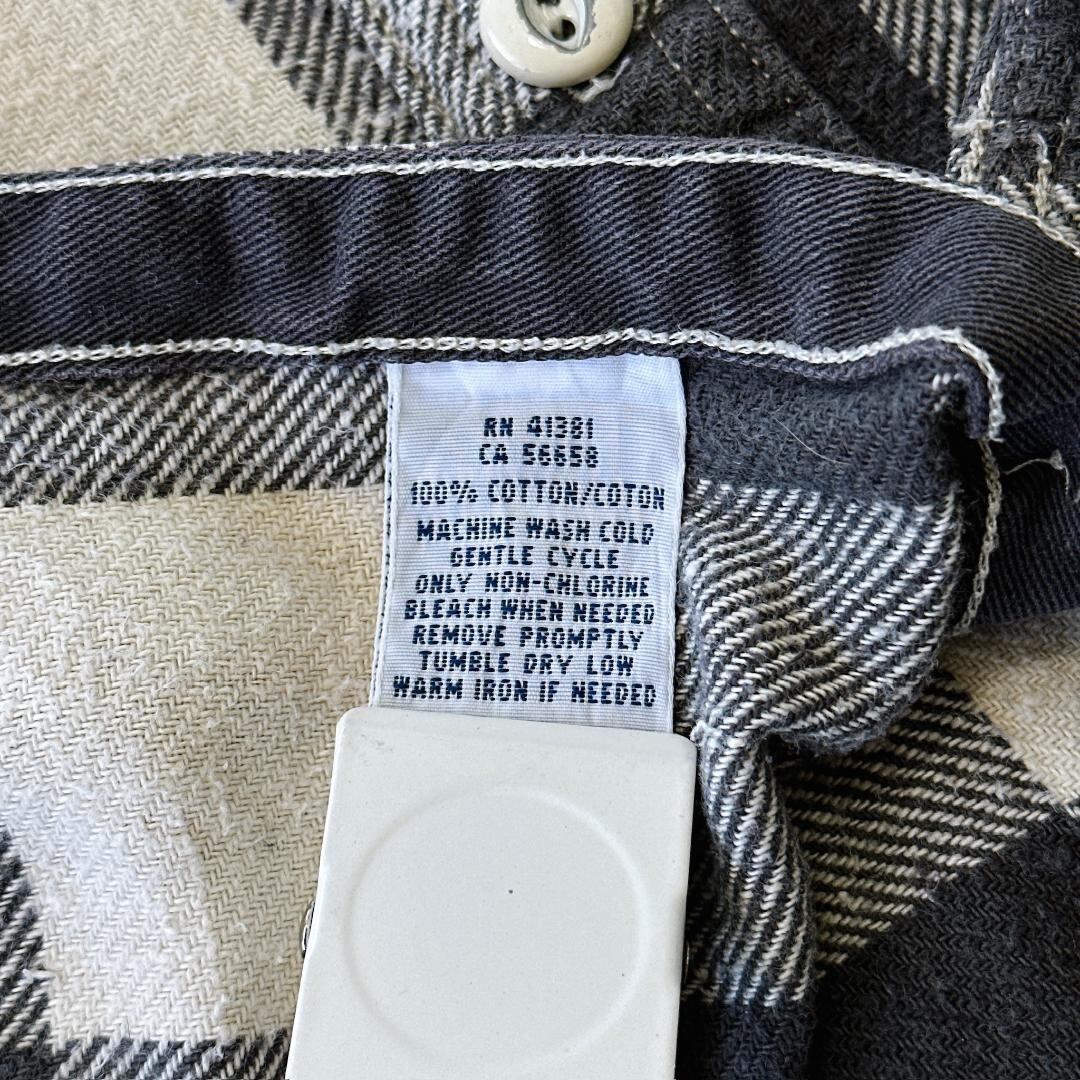 RN 41381
CA 56658
100% COTTON/COTON
MACHINE WASH COLD
GENTLE CYCLE
ONLY NON-CHLORINE
BLEACH WHEN NEEDED
REMOVE PROMPTLY
TUMBLE DRY LOW
WARM IRON IF NEEDED